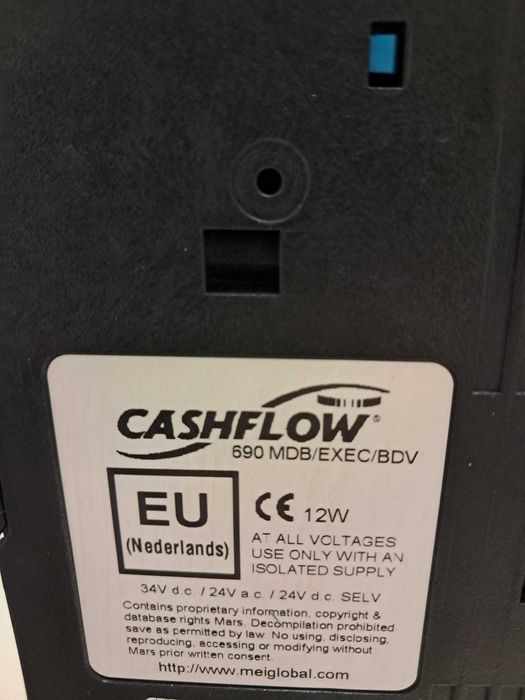 CASHFLOW®
690 MDB/EXEC/BDV
EU
(Nederlands)
CE 12W
AT ALL VOLTAGES
USE ONLY WITH AN
ISOLATED SUPPLY
34V d.c. / 24V a.c. / 24V d.c. SELV
Contains proprietary information, copyright &
database rights Mars. Decompilation prohibited
save as permitted by law. No using, disclosing,
reproducing, accessing or modifying without
Mars prior written consent.
http://www.meiglobal.com